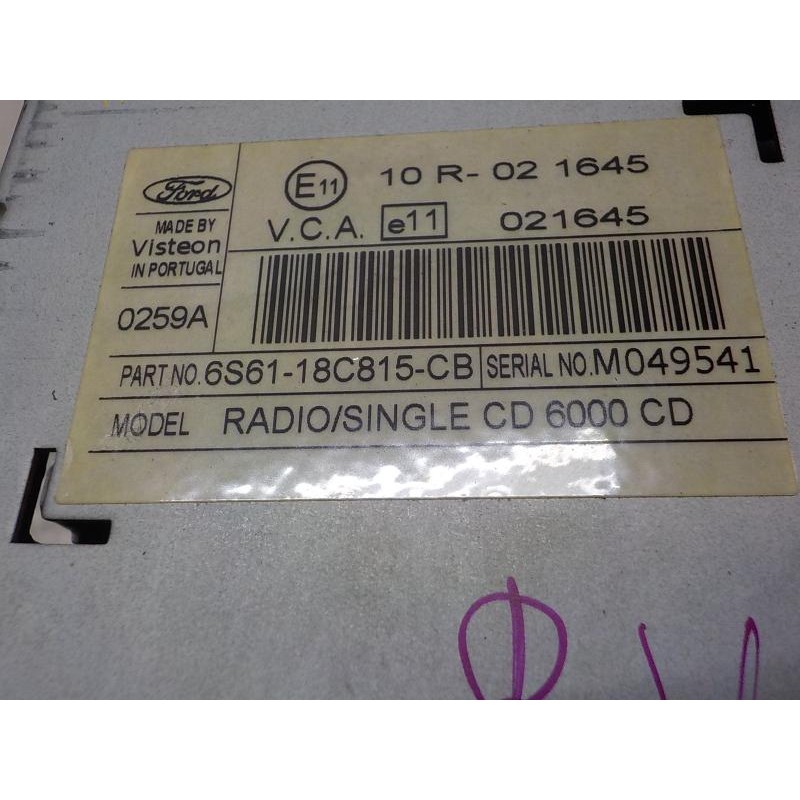 Ford
MADE BY
Visteon
IN PORTUGAL
0259A
E11 10 R- 02 1645
V.C.A. e11 021645
PART NO. 6S61-18C815-CB SERIAL NO. M049541
MODEL RADIO/SINGLE CD 6000 CD